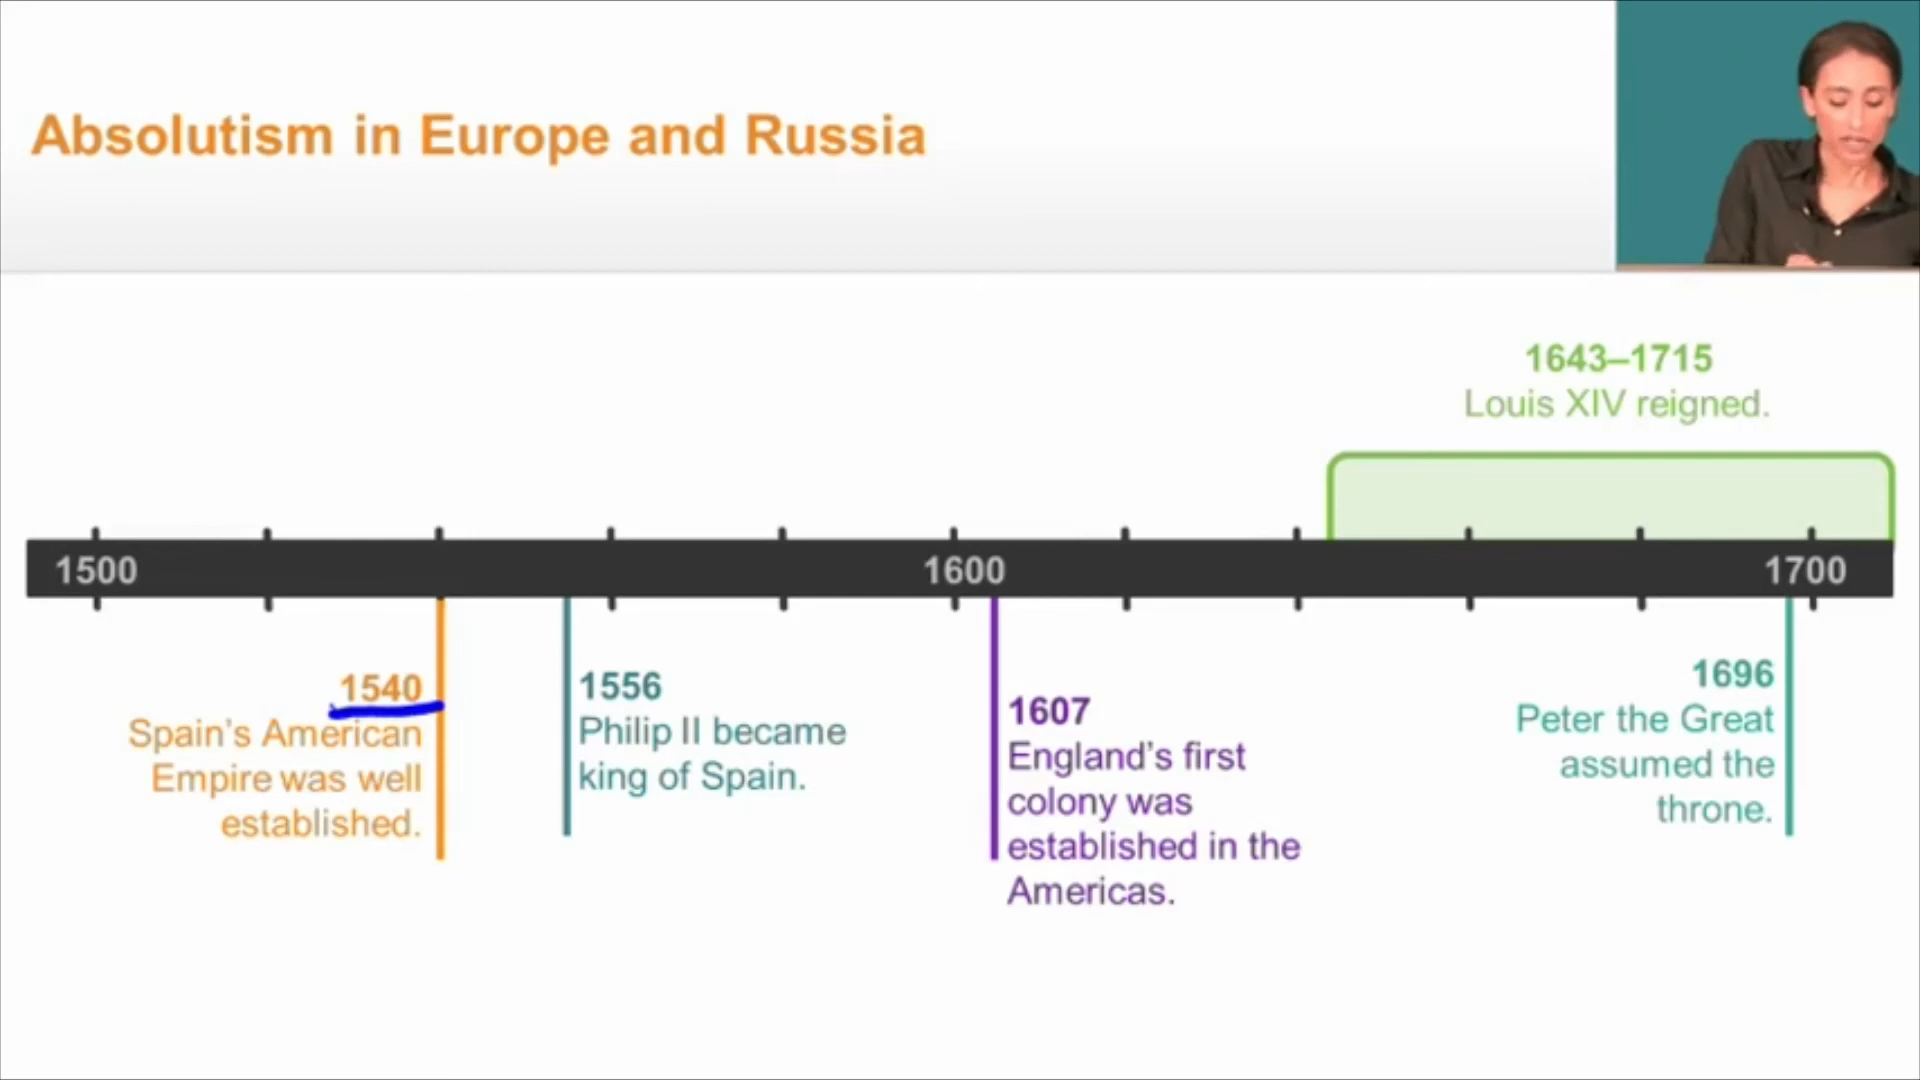 Absolutism in Europe and Russia
1643–1715
Louis XIV reigned.
1500
1600
1700
1540
Spain's American
Empire was well
established.
1556
Philip II became
king of Spain.
1607
England's first
colony was
established in the
Americas.
1696
Peter the Great
assumed the
throne.